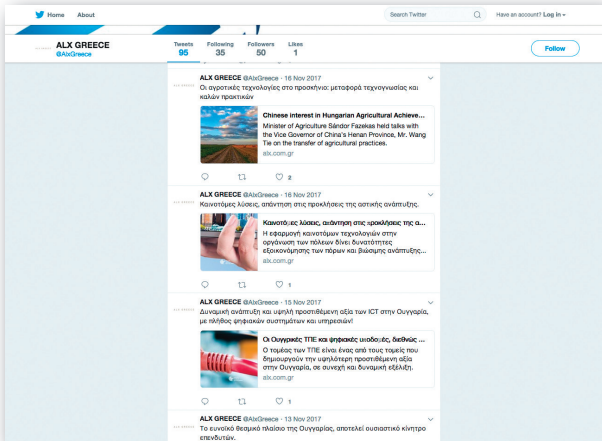 Home About Search Twitter Have an account? Log in
ALX GREECE
@AlxGreece
Tweets Following Followers Likes
95 35 50 1
Follow
ALX GREECE @AlxGreece · 16 Nov 2017
Οι αγροτικές τεχνολογίες στο προσκήνιο: μεταφορά τεχνογνωσίας και
καλών πρακτικών
Chinese interest in Hungarian Agricultural Achieve...
Minister of Agriculture Sándor Fazekas held talks with
the Vice Governor of China's Henan Province, Mr. Wang
Tie on the transfer of agricultural practices.
alx.com.gr
2
ALX GREECE @AlxGreece · 16 Nov 2017
Καινοτόμες λύσεις, απάντηση στις προκλήσεις της αστικής ανάπτυξης.
Καινοτόμες λύσεις, απάντηση στις προκλήσεις της α...
Η εφαρμογή καινοτόμων τεχνολογιών στην
οργάνωση των πόλεων δίνει δυνατότητες
εξοικονόμησης των πόρων και βιώσιμης ανάπτυξης...
alx.com.gr
1
ALX GREECE @AlxGreece · 15 Nov 2017
Δυναμική ανάπτυξη και υψηλή προστιθέμενη αξία των ICT στην Ουγγαρία,
με πλήθος ψηφιακών συστημάτων και υπηρεσιών!
Οι Ουγγρικές ΤΠΕ και ψηφιακές υποδομές, διεθνώς ...
Ο τομέας των ΤΠΕ είναι ένας από τους τομείς που
δημιουργούν την υψηλότερη προστιθέμενη αξία
στην Ουγγαρία, σε συνεχή και δυναμική εξέλιξη.
alx.com.gr
1
ALX GREECE @AlxGreece · 13 Nov 2017
Το ευνοϊκό θεσμικό πλαίσιο της Ουγγαρίας, αποτελεί ουσιαστικό κίνητρο
επενδυτών.